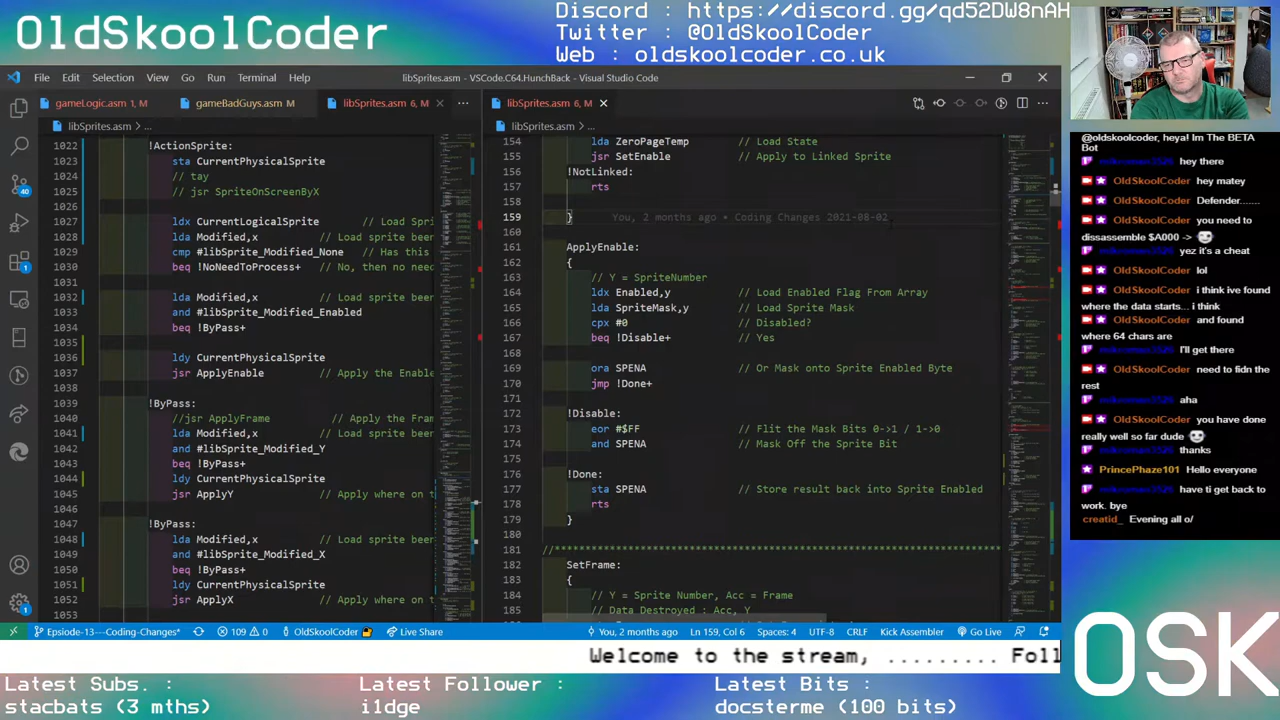 OldSkoolCoder
Discord : https://discord.gg/qd52DW8nAH
Twitter : @OldSkoolCoder
Web : oldskoolcoder.co.uk
File Edit Selection View Go Run Terminal Help
libSprites.asm - VSCode.C64.HunchBack - Visual Studio Code
gameLogic.asm 1, M
gameBadGuys.asm M
libSprites.asm 6, M
libSprites.asm > ...
1022 !ActionSprite:
1023 sta CurrentPhysicalSprite
1024 // tay
1025 // jsr SpriteOnScreenByX
1026
1027 ldx CurrentLogicalSprite // Load Spri
1028 lda Modified,x // Load sprite been
1029 cmp #libSprite_Modified_None // Has this
1030 beq !NoNeedToProcess+ // No, then no need
1031
1032 lda Modified,x // Load sprite been
1033 and #libSprite_Modified_Enabled
1034 beq !ByPass+
1035
1036 ldy CurrentPhysicalSprite
1037 jsr ApplyEnable // Apply the Enable
1038
1039 !ByPass:
1040 //jsr ApplyFrame // Apply the Fram
1041 lda Modified,x // Load sprite been
1042 and #libSprite_Modified_Y
1043 beq !ByPass+
1044 ldy CurrentPhysicalSprite
1045 jsr ApplyY // Apply where on t
1046
1047 !ByPass:
1048 lda Modified,x // Load sprite been
1049 and #libSprite_Modified_X
1050 beq !ByPass+
1051 ldy CurrentPhysicalSprite
1052 jsr ApplyX // Apply where on t
1053
libSprites.asm 6, M
libSprites.asm > ...
154 lda ZeroPageTemp // Load State
155 jsr SetEnable // Apply to Linked Sprite
156 !NotLinked:
157 rts
158
159 } You, 2 months ago • Coding Changes 2021-08-02
160
161 ApplyEnable:
162 {
163 // Y = SpriteNumber
164 ldx Enabled,y // Load Enabled Flag From Array
165 lda SpriteMask,y // Load Sprite Mask
166 cpx #0 // Disabled?
167 beq !Disable+ // Yes
168
169 ora SPENA // Or Mask onto Sprite Enabled Byte
170 jmp !Done+
171
172 !Disable:
173 eor #$FF // Flit the Mask Bits 0->1 / 1->0
174 and SPENA // Mask Off the Sprite Bit
175
176 !Done:
177 sta SPENA // Store result back into Sprite Enabled
178 rts
179 }
180
181 //************************************************************
182 SetFrame:
183 {
184 // Y = Sprite Number, Acc = Frame
185 // Data Destroyed : Acc, Y
40
1
1
Epsiode-13---Coding-Changes* 109 0 OldSkoolCoder Live Share You, 2 months ago Ln 159, Col 6 Spaces: 4 UTF-8 CRLF Kick Assembler Go Live
@oldskoolcoder, heya! Im The BETA
Bot
hey there
OldSkoolCoder hey matey
OldSkoolCoder Defender......
OldSkoolCoder you need to
dissassemble $A000 ->
yez it's a cheat
OldSkoolCoder lol
OldSkoolCoder i think ive found
where the data starts... i think
OldSkoolCoder and found
where 64 chars are
I'll get there
OldSkoolCoder need to fidn the
rest
aha
OldSkoolCoder you have done
really well so far dude
thanks
PrincePhaze101 Hello everyone
have ti get back to
work. bye
creatid_ Evening all o/
Welcome to the stream, ......... Foll
OSK
Latest Subs. :
stacbats (3 mths)
Latest Follower :
i1dge
Latest Bits :
docsterme (100 bits)